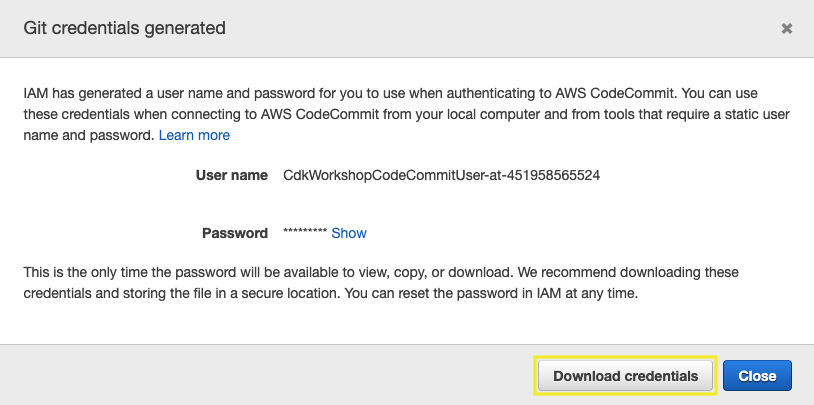 Git credentials generated ✖
IAM has generated a user name and password for you to use when authenticating to AWS CodeCommit. You can use
these credentials when connecting to AWS CodeCommit from your local computer and from tools that require a static user
name and password. Learn more
User name CdkWorkshopCodeCommitUser-at-451958565524
Password ********* Show
This is the only time the password will be available to view, copy, or download. We recommend downloading these
credentials and storing the file in a secure location. You can reset the password in IAM at any time.
Download credentials Close